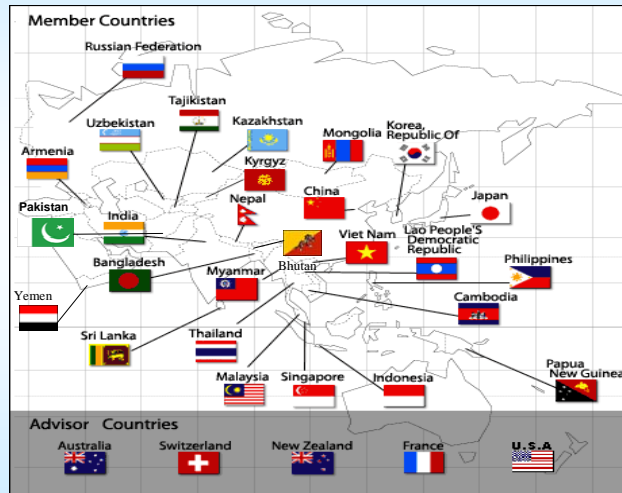 Member Countries
Russian Federation
Tajikistan
Uzbekistan
Kazakhstan
Mongolia
Korea,
Republic Of
Armenia
Kyrgyz
China
Nepal
Japan
Pakistan
India
Viet Nam
Lao People'S
Democratic
Republic
Philippines
Bangladesh
Myanmar
Bhutan
Yemen
Cambodia
Sri Lanka
Thailand
Malaysia
Singapore
Indonesia
Papua
New Guinea
Advisor Countries
Australia
Switzerland
New Zealand
France
U.S.A